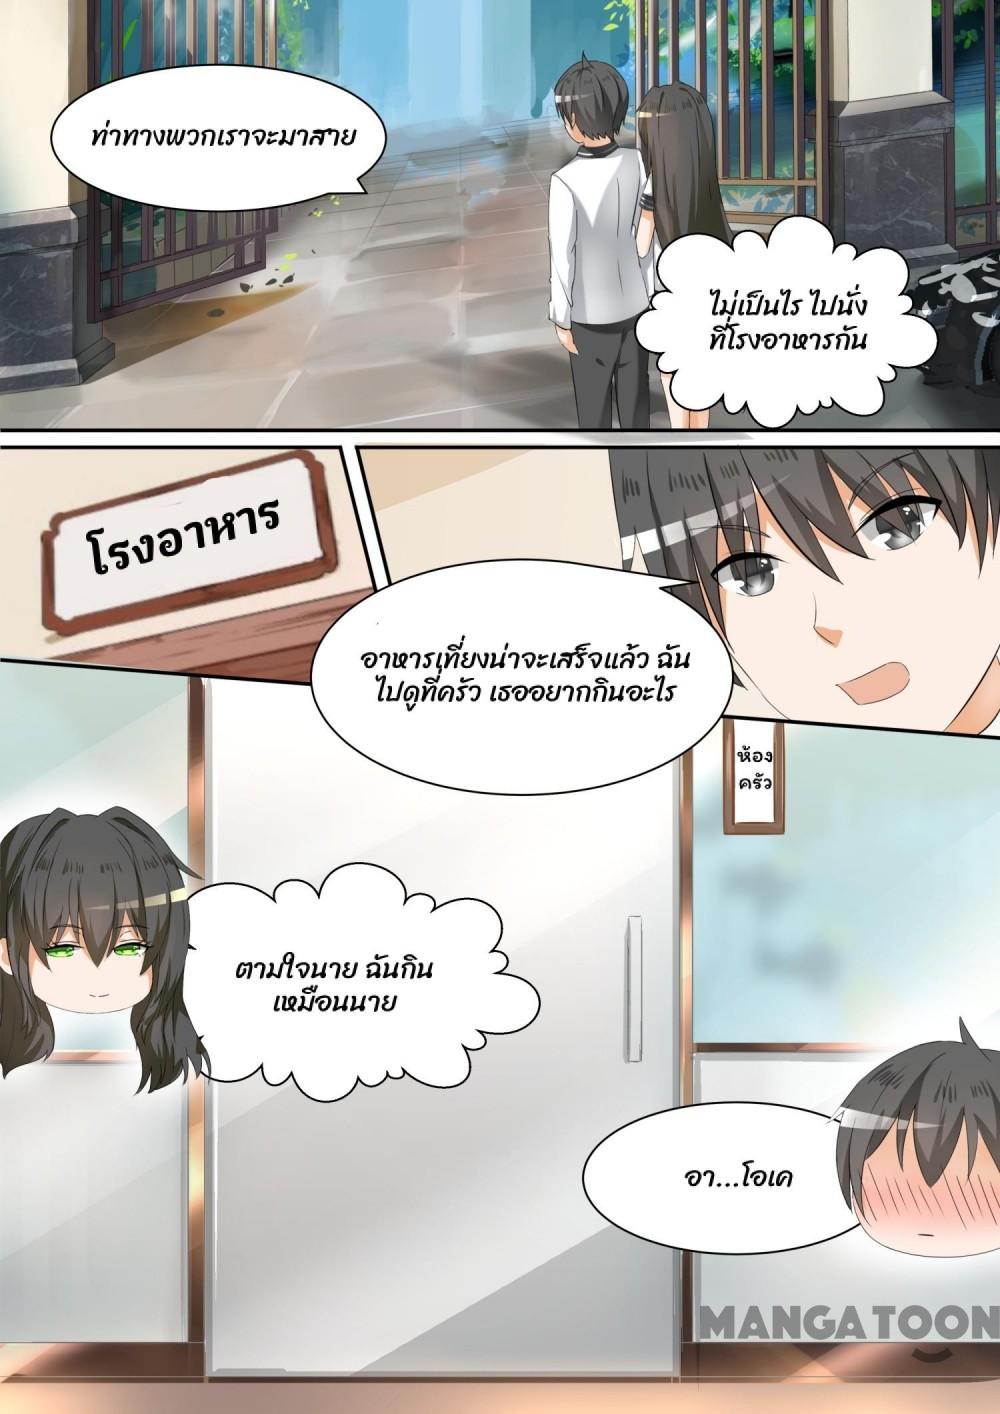 ท่าทางพวกเราจะมาสาย
ไม่เป็นไร ไปนั่ง
ที่โรงอาหารกัน
โรงอาหาร
อาหารเที่ยงน่าจะเสร็จแล้ว ฉัน
ไปดูที่ครัว เธออยากกินอะไร
ห้อง
ครัว
ตามใจนาย ฉันกิน
เหมือนนาย
อา...โอเค
MANGATOON